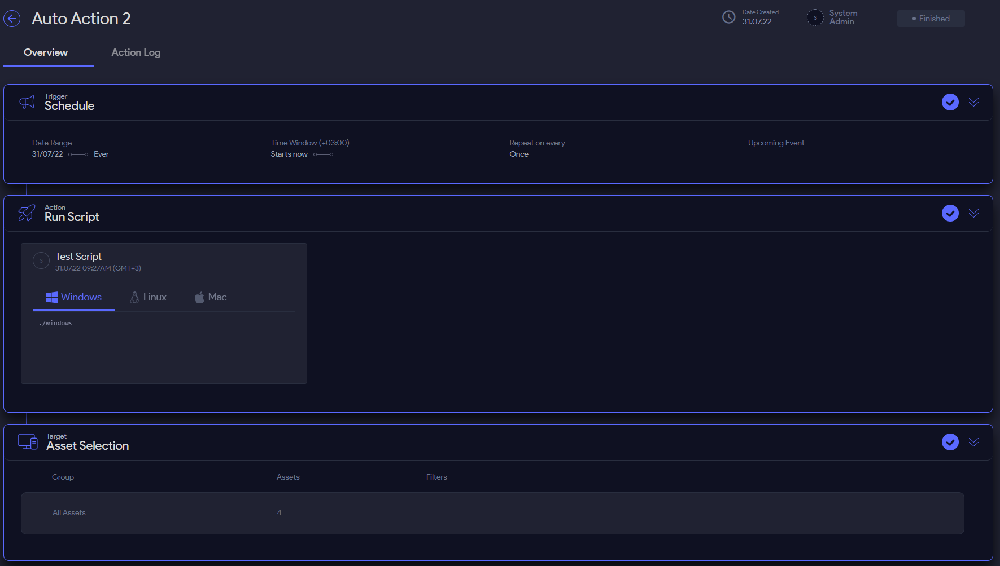 Auto Action 2
Date Created
31.07.22
S
System
Admin
Finished
Overview
Action Log
Trigger
Schedule
Date Range
31/07/22
Ever
Time Window (+03:00)
Starts now
Repeat on every
Once
Upcoming Event
-
Action
Run Script
S
Test Script
31.07.22 09:27AM (GMT+3)
Windows
Linux
Mac
./windows
Target
Asset Selection
Group
Assets
Filters
All Assets
4